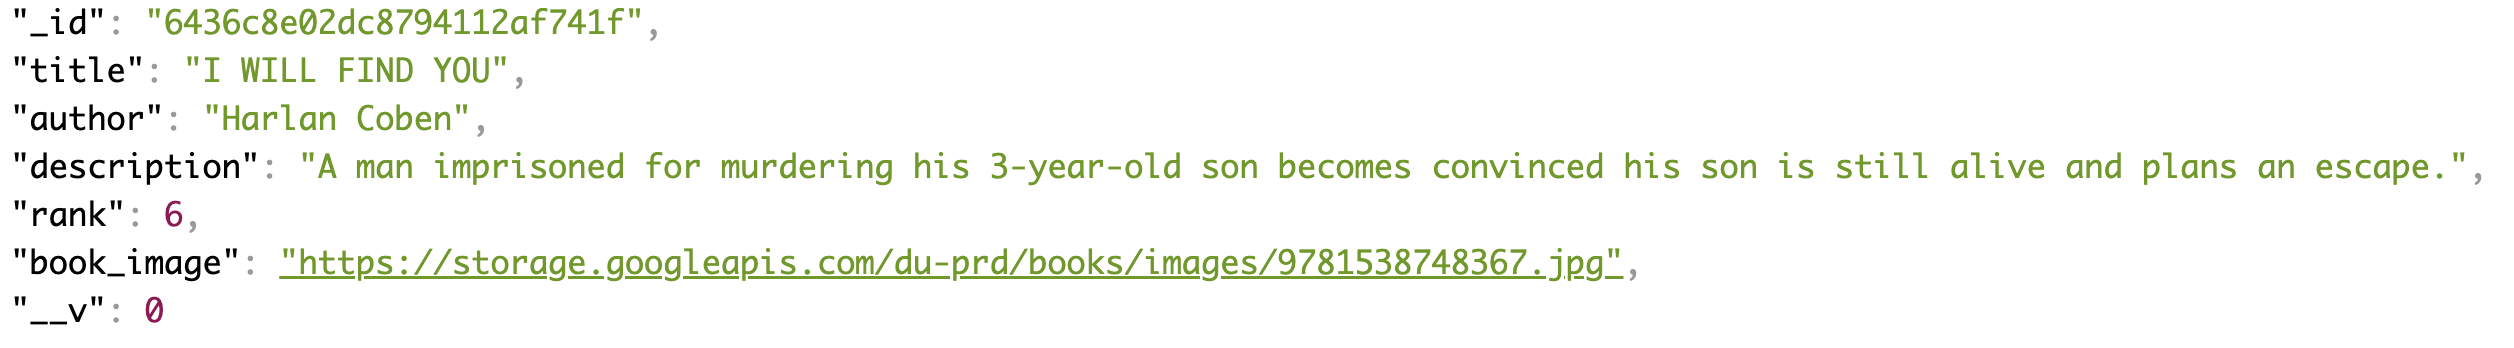 "_id": "6436c8e02dc8794112af741f",
"title": "I WILL FIND YOU",
"author": "Harlan Coben",
"description": "A man imprisoned for murdering his 3-year-old son becomes convinced his son is still alive and plans an escape.",
"rank": 6,
"book_image": "https://storage.googleapis.com/du-prd/books/images/9781538748367.jpg",
"__v": 0